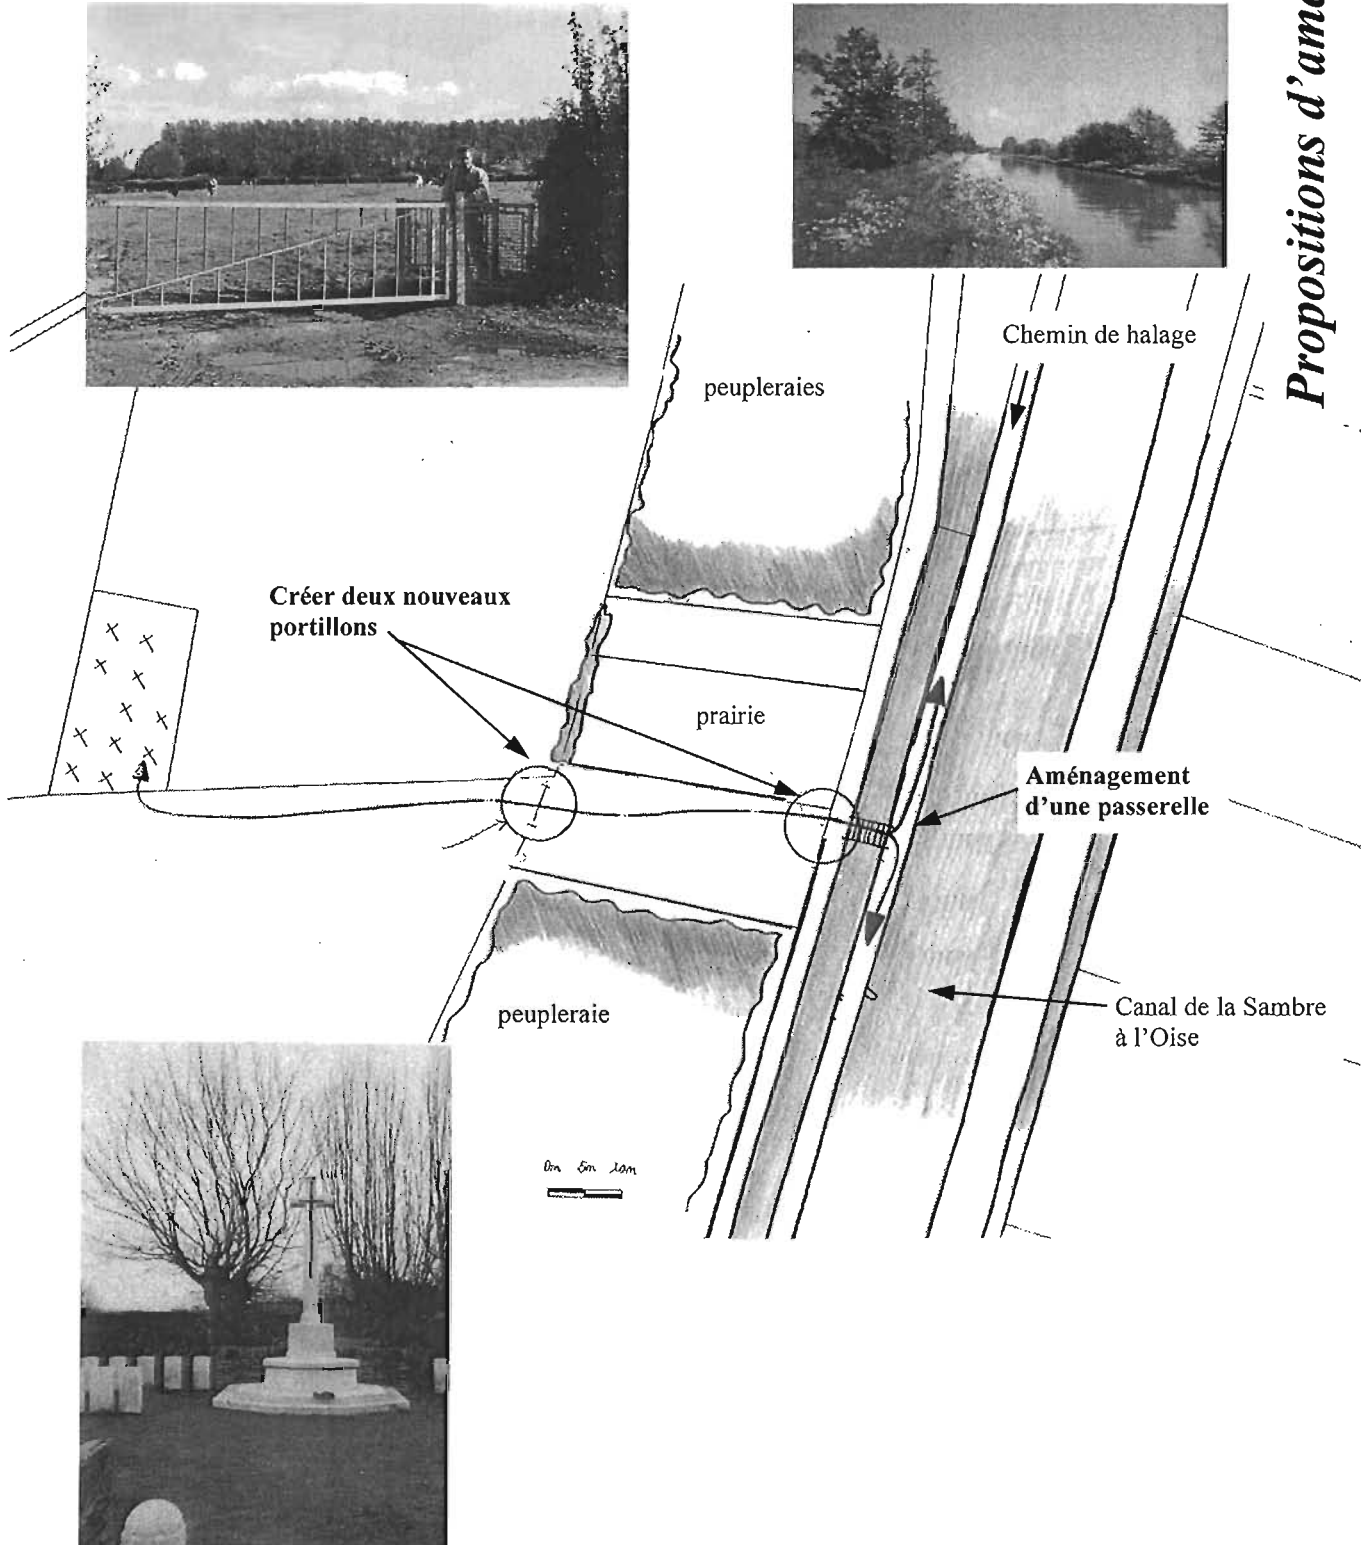 Propositions d'amé
Chemin de halage
peupleraies
Créer deux nouveaux
portillons
prairie
Aménagement
d'une passerelle
Canal de la Sambre
à l'Oise
peupleraie
0m 5m 10m